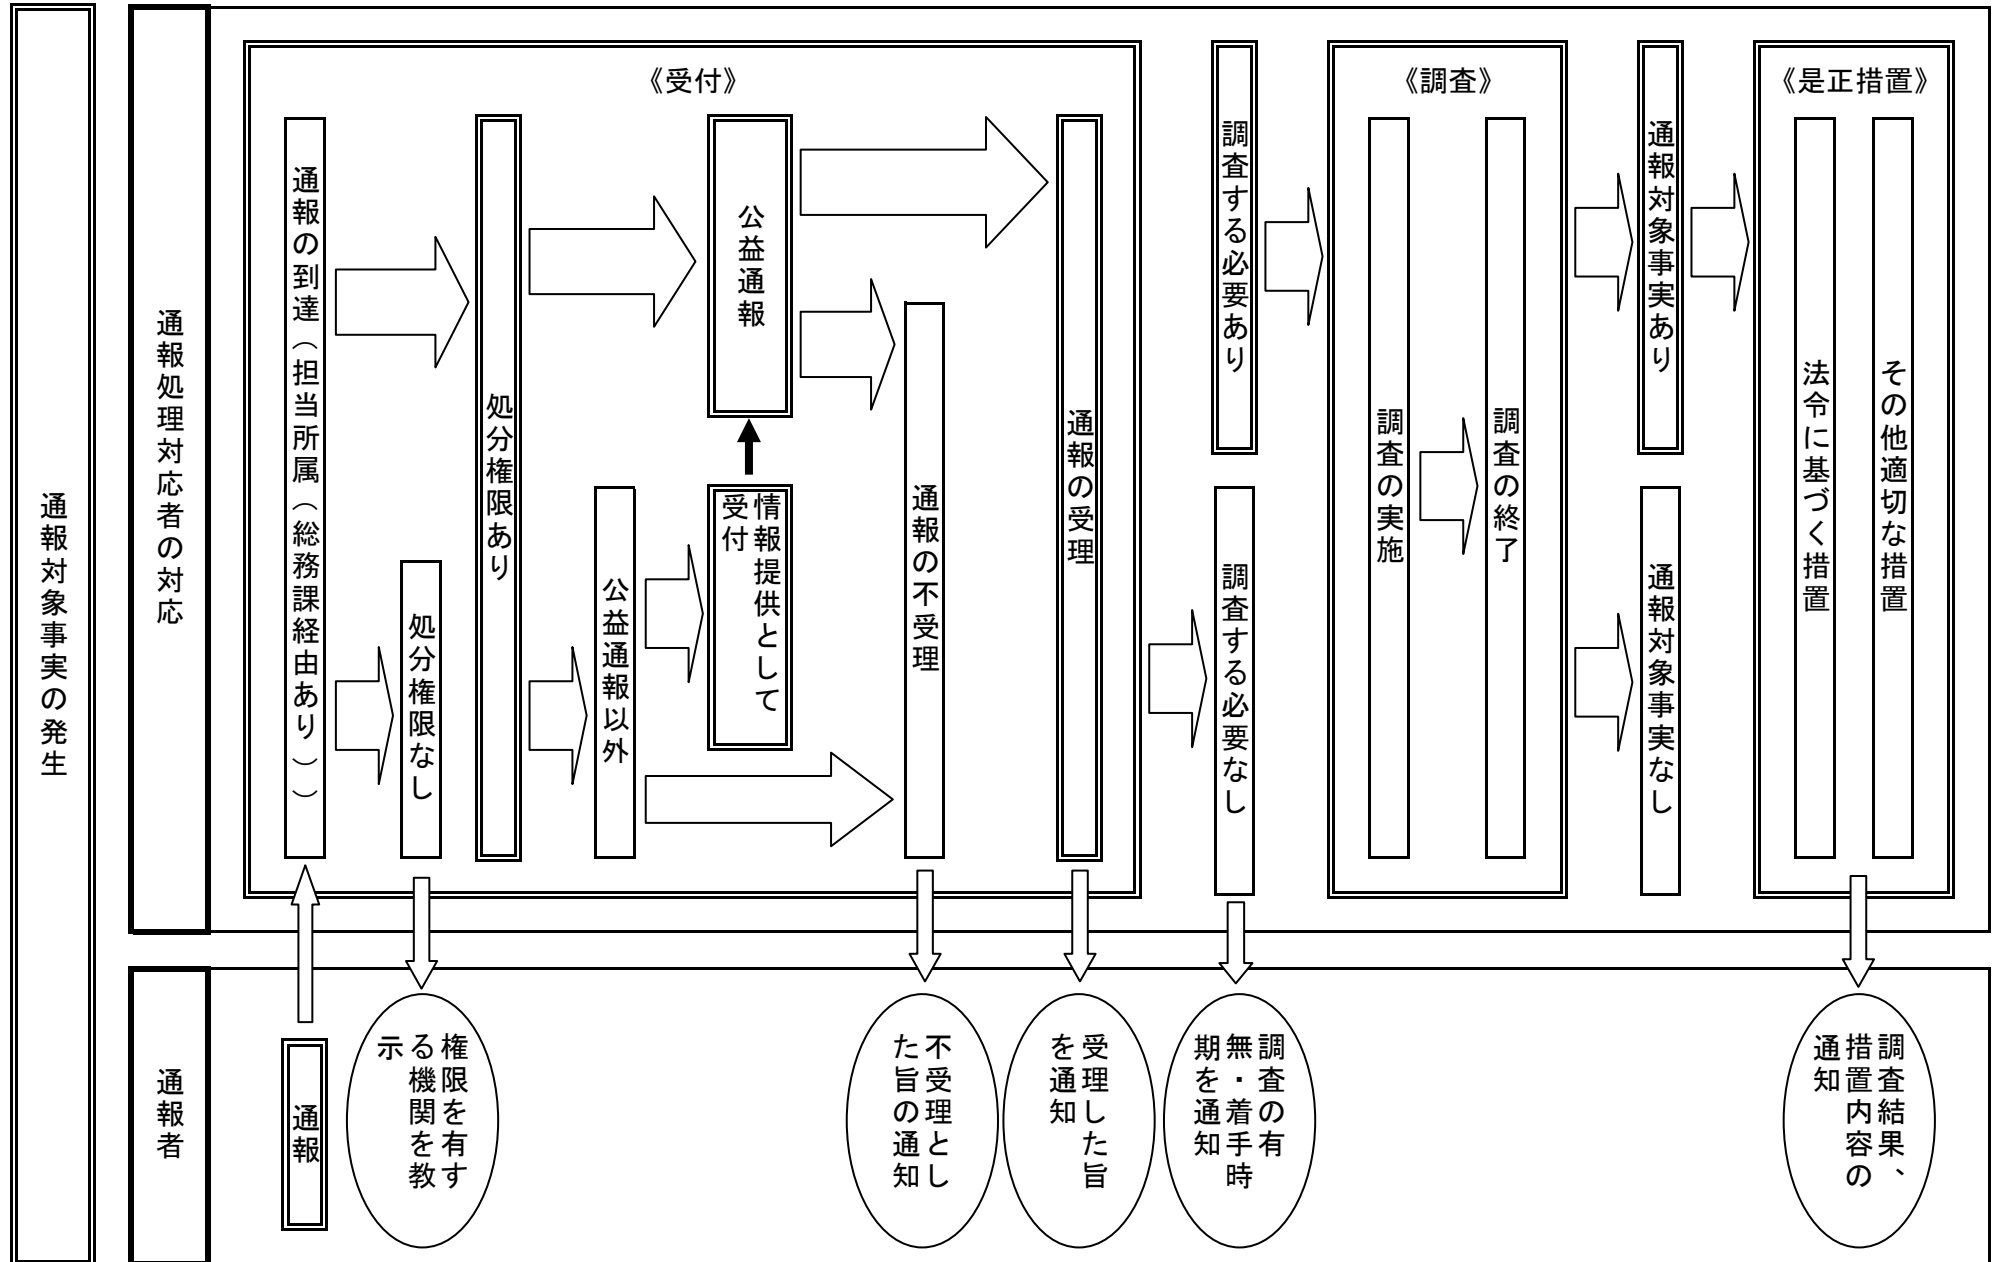 通報対象事実の発生
通報処理対応者の対応
《受付》
通報の到達（担当所属（総務課経由あり））
処分権限なし
処分権限あり
公益通報以外
公益通報
情報提供として
受付
通報の不受理
通報の受理
調査する必要あり
調査する必要なし
《調査》
調査の実施
調査の終了
通報対象事実あり
通報対象事実なし
《是正措置》
法令に基づく措置
その他適切な措置
通報者
通報
権限を有す
る機関を教
示
不受理とし
た旨の通知
受理した旨
を通知
調査の有
無・着手時
期を通知
調査結果、
措置内容の
通知